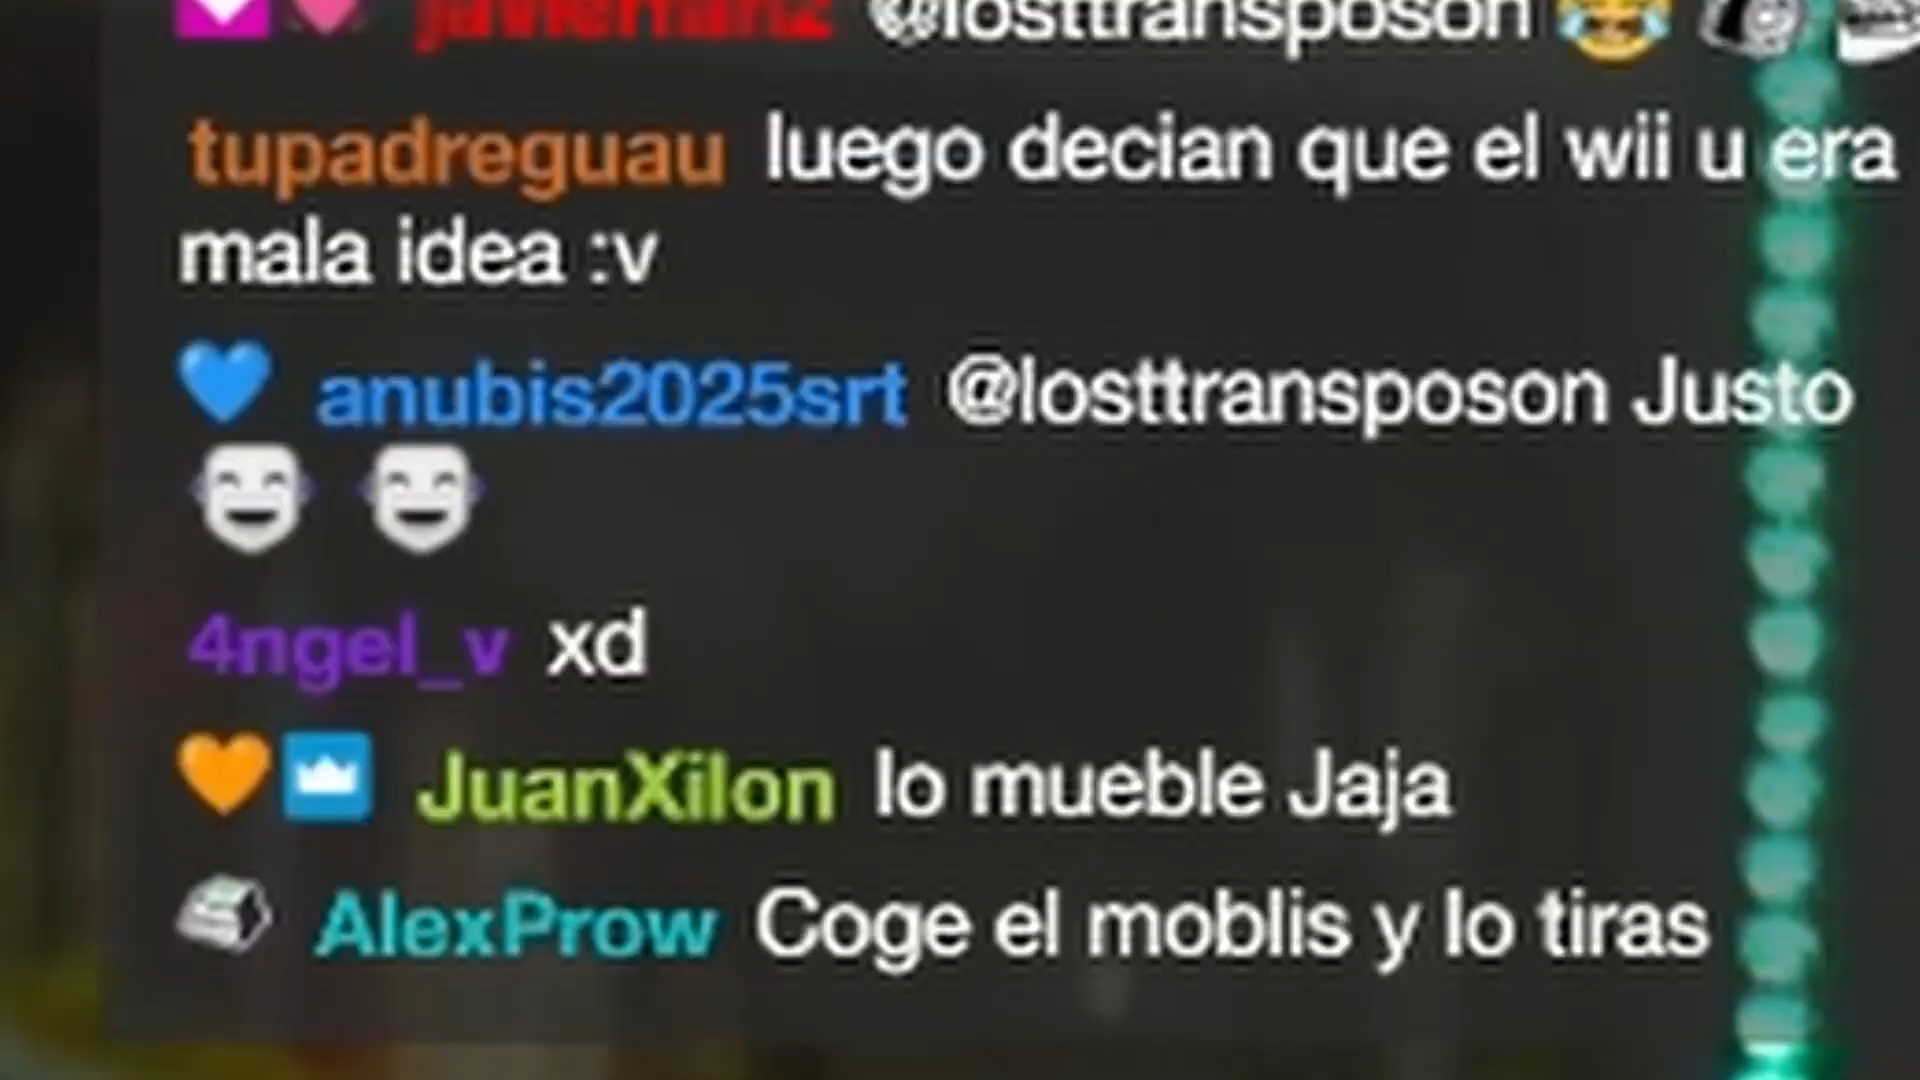 @losttransposon
tupadreguau luego decian que el wii u era
mala idea :v
anubis2025srt @losttransposon Justo
4ngel_v xd
JuanXilon lo mueble Jaja
AlexProw Coge el moblis y lo tiras